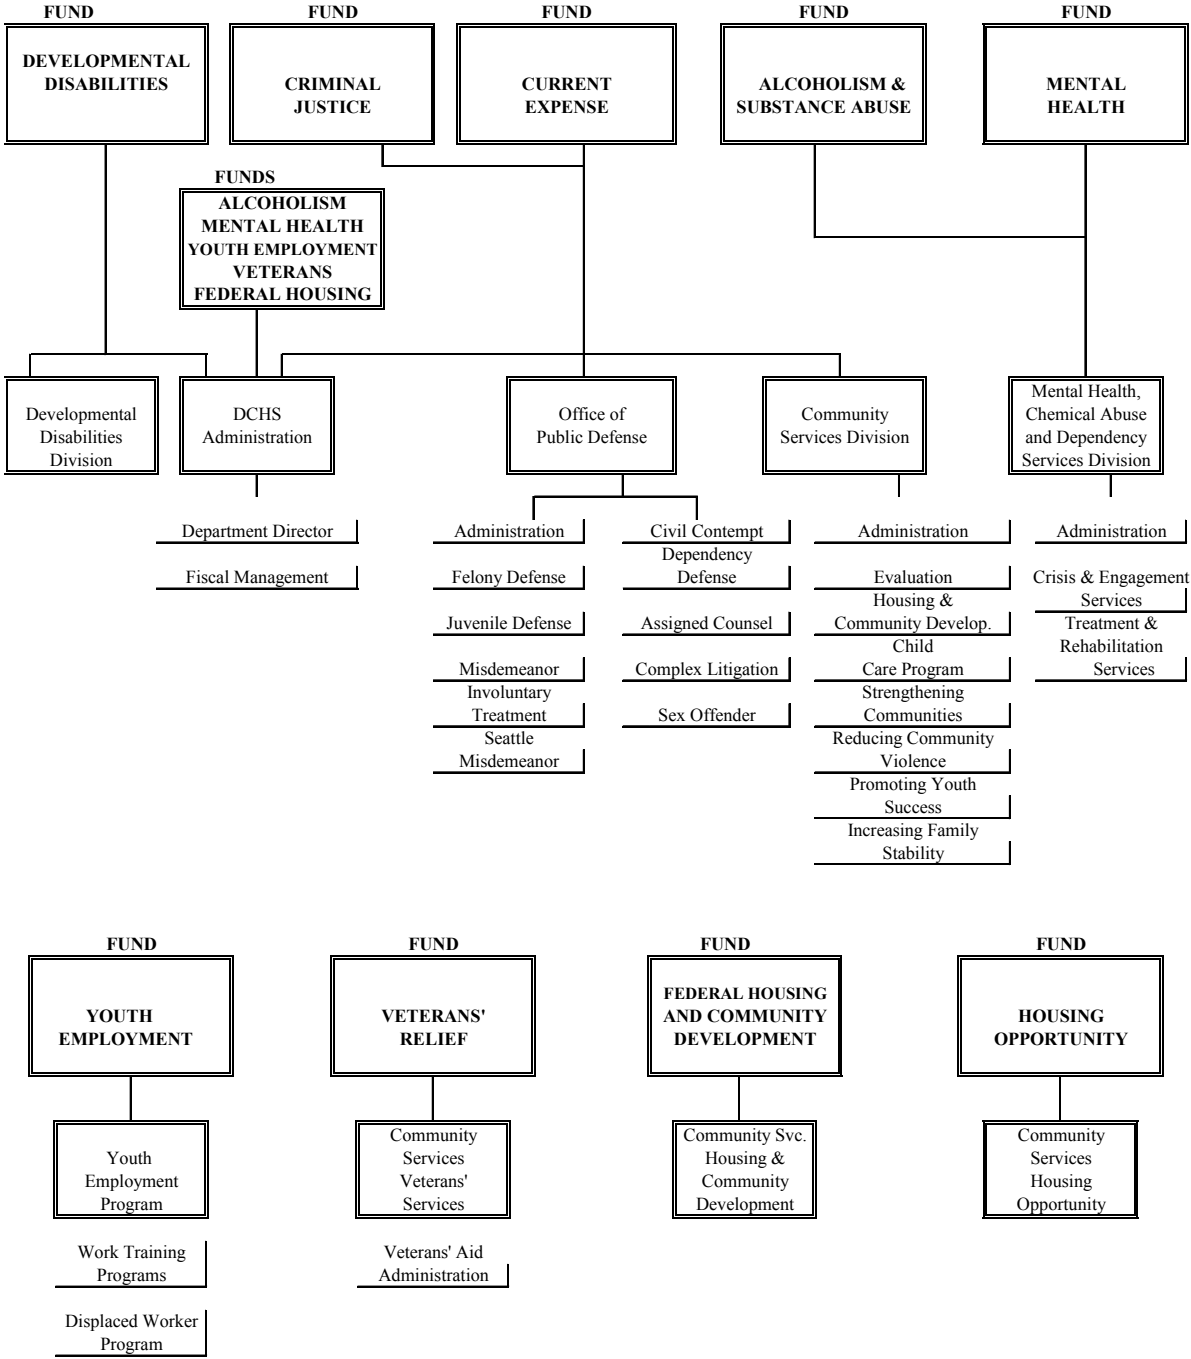 FUND
DEVELOPMENTAL
DISABILITIES
FUND
CRIMINAL
JUSTICE
FUND
CURRENT
EXPENSE
FUND
ALCOHOLISM &
SUBSTANCE ABUSE
FUND
MENTAL
HEALTH
FUNDS
ALCOHOLISM
MENTAL HEALTH
YOUTH EMPLOYMENT
VETERANS
FEDERAL HOUSING
Developmental
Disabilities
Division
DCHS
Administration
Office of
Public Defense
Community
Services Division
Mental Health,
Chemical Abuse
and Dependency
Services Division
Department Director
Fiscal Management
Administration
Felony Defense
Juvenile Defense
Misdemeanor
Involuntary
Treatment
Seattle
Misdemeanor
Civil Contempt
Dependency
Defense
Assigned Counsel
Complex Litigation
Sex Offender
Administration
Evaluation
Housing &
Community Develop.
Child
Care Program
Strengthening
Communities
Reducing Community
Violence
Promoting Youth
Success
Increasing Family
Stability
Administration
Crisis & Engagement
Services
Treatment &
Rehabilitation
Services
FUND
YOUTH
EMPLOYMENT
Youth
Employment
Program
Work Training
Programs
Displaced Worker
Program
FUND
VETERANS'
RELIEF
Community
Services
Veterans'
Services
Veterans' Aid
Administration
FUND
FEDERAL HOUSING
AND COMMUNITY
DEVELOPMENT
Community Svc.
Housing &
Community
Development
FUND
HOUSING
OPPORTUNITY
Community
Services
Housing
Opportunity